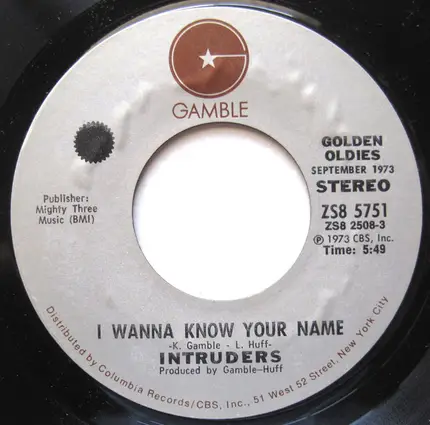 GAMBLE
GOLDEN
OLDIES
SEPTEMBER 1973
STEREO
Publisher:
Mighty Three
Music (BMI)
ZS8 5751
ZS8 2508-3
℗ 1973 CBS, Inc.
Time: 5:49
I WANNA KNOW YOUR NAME
-K. Gamble - L. Huff-
INTRUDERS
Produced by Gamble-Huff
Distributed by Columbia Records/CBS, Inc., 51 West 52 Street, New York City